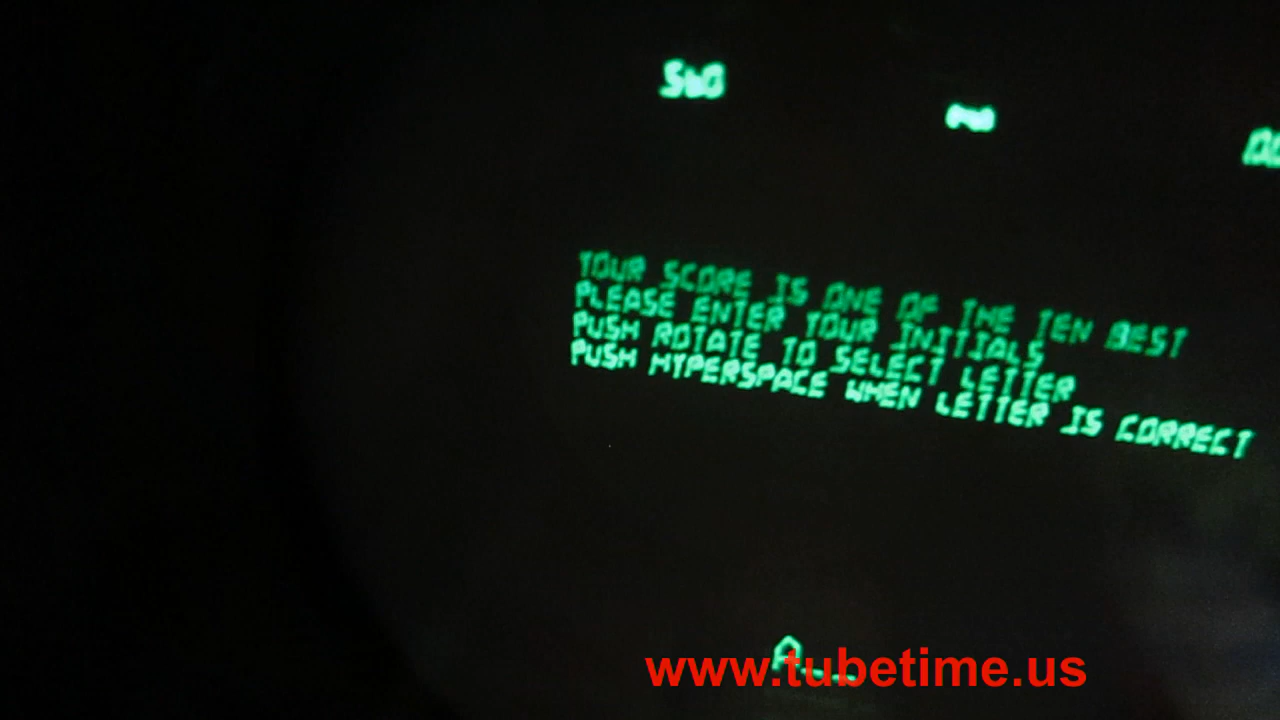 YOUR SCORE IS ONE OF THE TEN BEST
PLEASE ENTER YOUR INITIALS
PUSH ROTATE TO SELECT LETTER
PUSH HYPERSPACE WHEN LETTER IS CORRECT
A__
www.tubetime.us